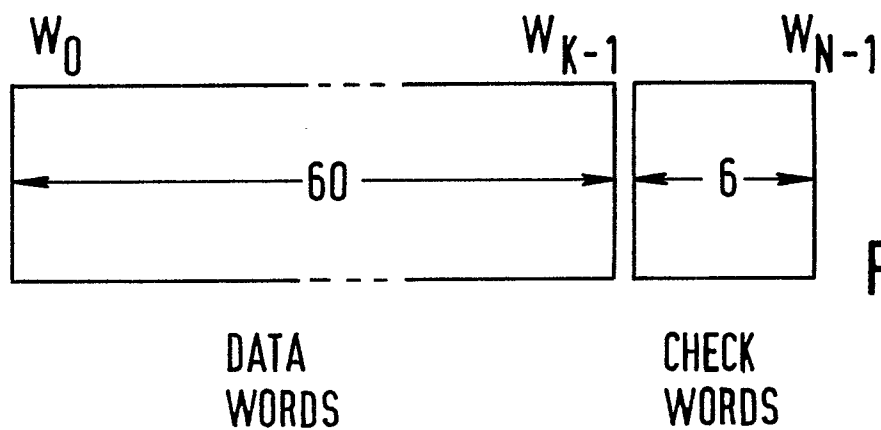 W0 WK-1 WN-1
60 6
F
DATA CHECK
WORDS WORDS